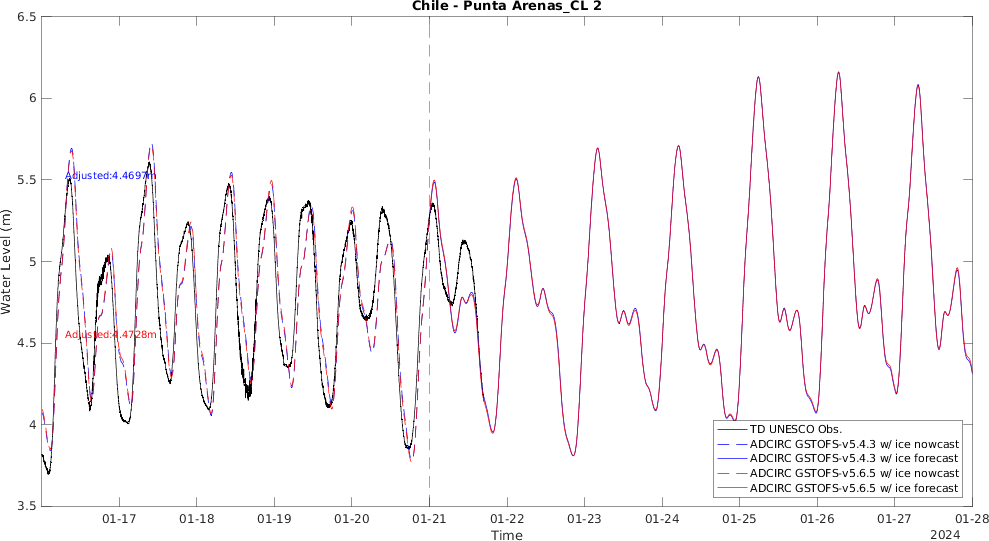 Chile - Punta Arenas_CL 2
Water Level (m)
6.5
6
5.5
5
4.5
4
3.5
Adjusted:4.4697m
Adjusted:4.4728m
TD UNESCO Obs.
ADCIRC GSTOFS-v5.4.3 w/ ice nowcast
ADCIRC GSTOFS-v5.4.3 w/ ice forecast
ADCIRC GSTOFS-v5.6.5 w/ ice nowcast
ADCIRC GSTOFS-v5.6.5 w/ ice forecast
01-17 01-18 01-19 01-20 01-21 01-22 01-23 01-24 01-25 01-26 01-27 01-28
Time
2024